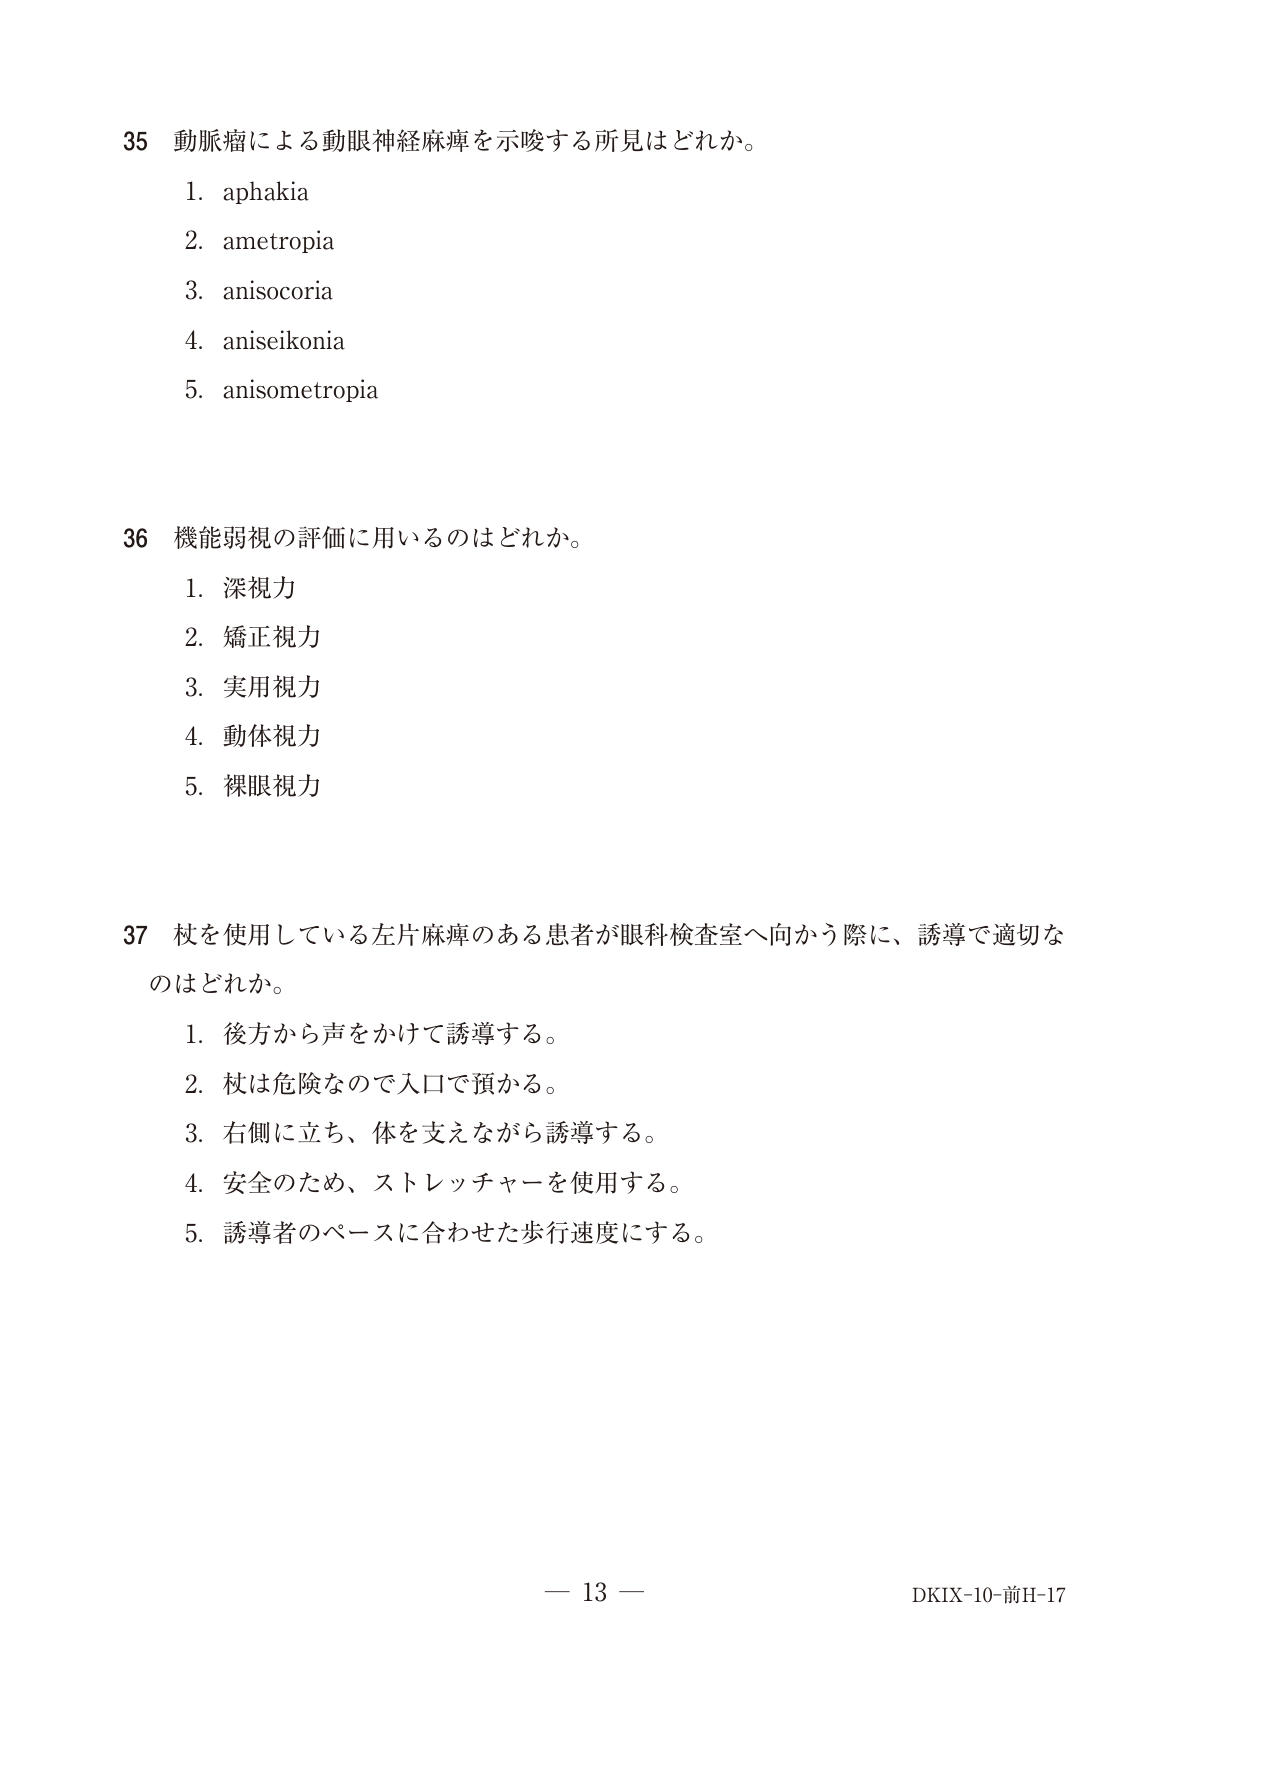 35 動脈瘤による動眼神経麻痺を示唆する所見はどれか。
1. aphakia
2. ametropia
3. anisocoria
4. aniseikonia
5. anisometropia
36 機能弱視の評価に用いるのはどれか。
1. 深視力
2. 矯正視力
3. 実用視力
4. 動体視力
5. 裸眼視力
37 杖を使用している左片麻痺のある患者が眼科検査室へ向かう際に、誘導で適切な
のはどれか。
1. 後方から声をかけて誘導する。
2. 杖は危険なので入口で預かる。
3. 右側に立ち、体を支えながら誘導する。
4. 安全のため、ストレッチャーを使用する。
5. 誘導者のペースに合わせた歩行速度にする。
— 13 —
DKIX-10-前H-17